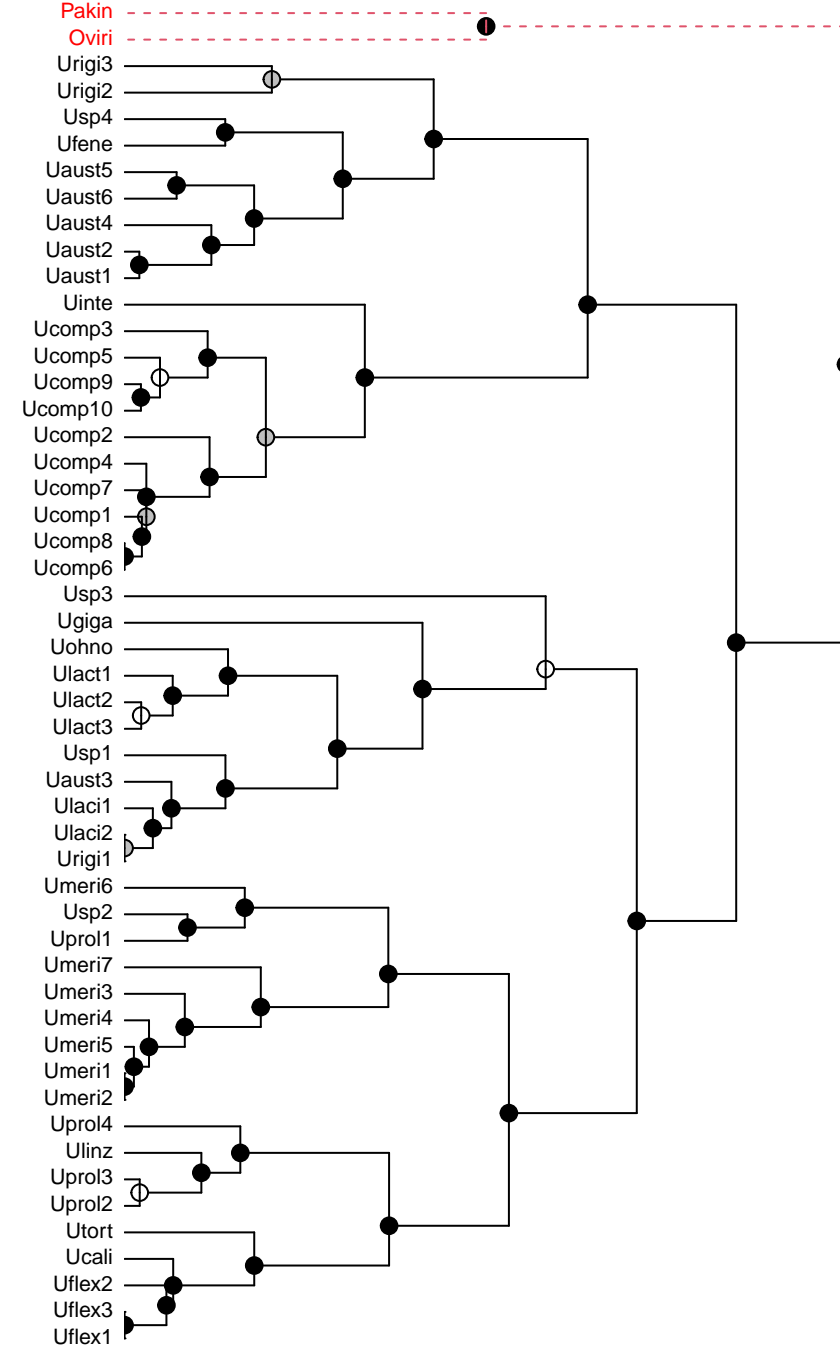 Pakin
Oviri
Urigi3
Urigi2
Usp4
Ufene
Uaust5
Uaust6
Uaust4
Uaust2
Uaust1
Uinte
Ucomp3
Ucomp5
Ucomp9
Ucomp10
Ucomp2
Ucomp4
Ucomp7
Ucomp1
Ucomp8
Ucomp6
Usp3
Ugiga
Uohno
Ulact1
Ulact2
Ulact3
Usp1
Uaust3
Ulaci1
Ulaci2
Urigi1
Umeri6
Usp2
Uprol1
Umeri7
Umeri3
Umeri4
Umeri5
Umeri1
Umeri2
Uprol4
Ulinz
Uprol3
Uprol2
Utort
Ucali
Uflex2
Uflex3
Uflex1